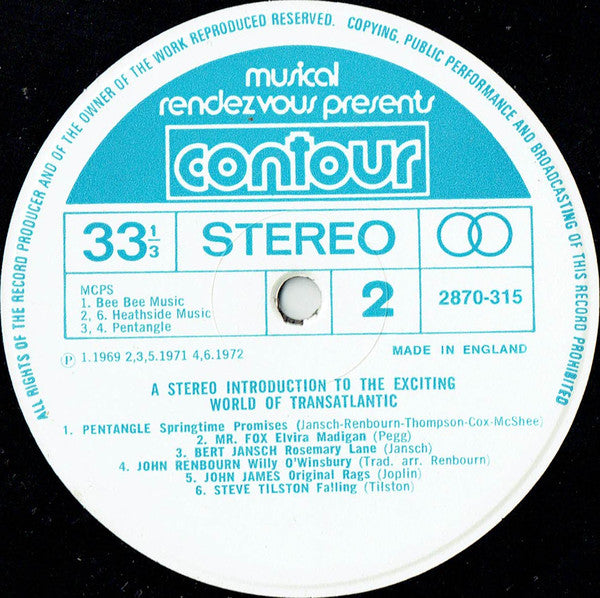 ALL RIGHTS OF THE RECORD PRODUCER AND OF THE OWNER OF THE WORK REPRODUCED RESERVED. COPYING, PUBLIC PERFORMANCE AND BROADCASTING OF THIS RECORD PROHIBITED
musical
rendezvous presents
contour
33 1/3 STEREO
MCPS
1. Bee Bee Music
2, 6. Heathside Music
3, 4. Pentangle
2
2870-315
Ⓟ 1.1969 2,3,5.1971 4,6.1972
MADE IN ENGLAND
A STEREO INTRODUCTION TO THE EXCITING
WORLD OF TRANSATLANTIC
1. PENTANGLE Springtime Promises (Jansch-Renbourn-Thompson-Cox-McShee)
2. MR. FOX Elvira Madigan (Pegg)
3. BERT JANSCH Rosemary Lane (Jansch)
4. JOHN RENBOURN Willy O'Winsbury (Trad. arr. Renbourn)
5. JOHN JAMES Original Rags (Joplin)
6. STEVE TILSTON Falling (Tilston)